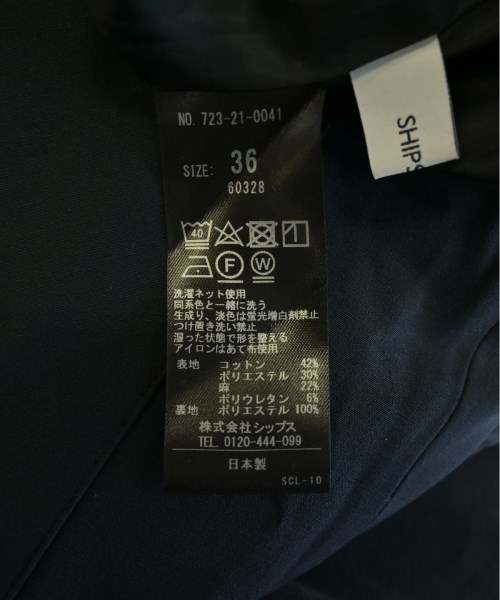 NO. 723-21-0041
SHIPS
SIZE: 36
60328
40
F W
洗濯ネット使用
同系色と一緒に洗う
生成り、淡色は蛍光増白剤禁止
つけ置き洗い禁止
湿った状態で形を整える
アイロンはあて布使用
表地 コットン 42%
ポリエステル 30%
麻 22%
ポリウレタン 6%
裏地 ポリエステル 100%
株式会社シップス
TEL. 0120-444-099
日本製
SCL-10